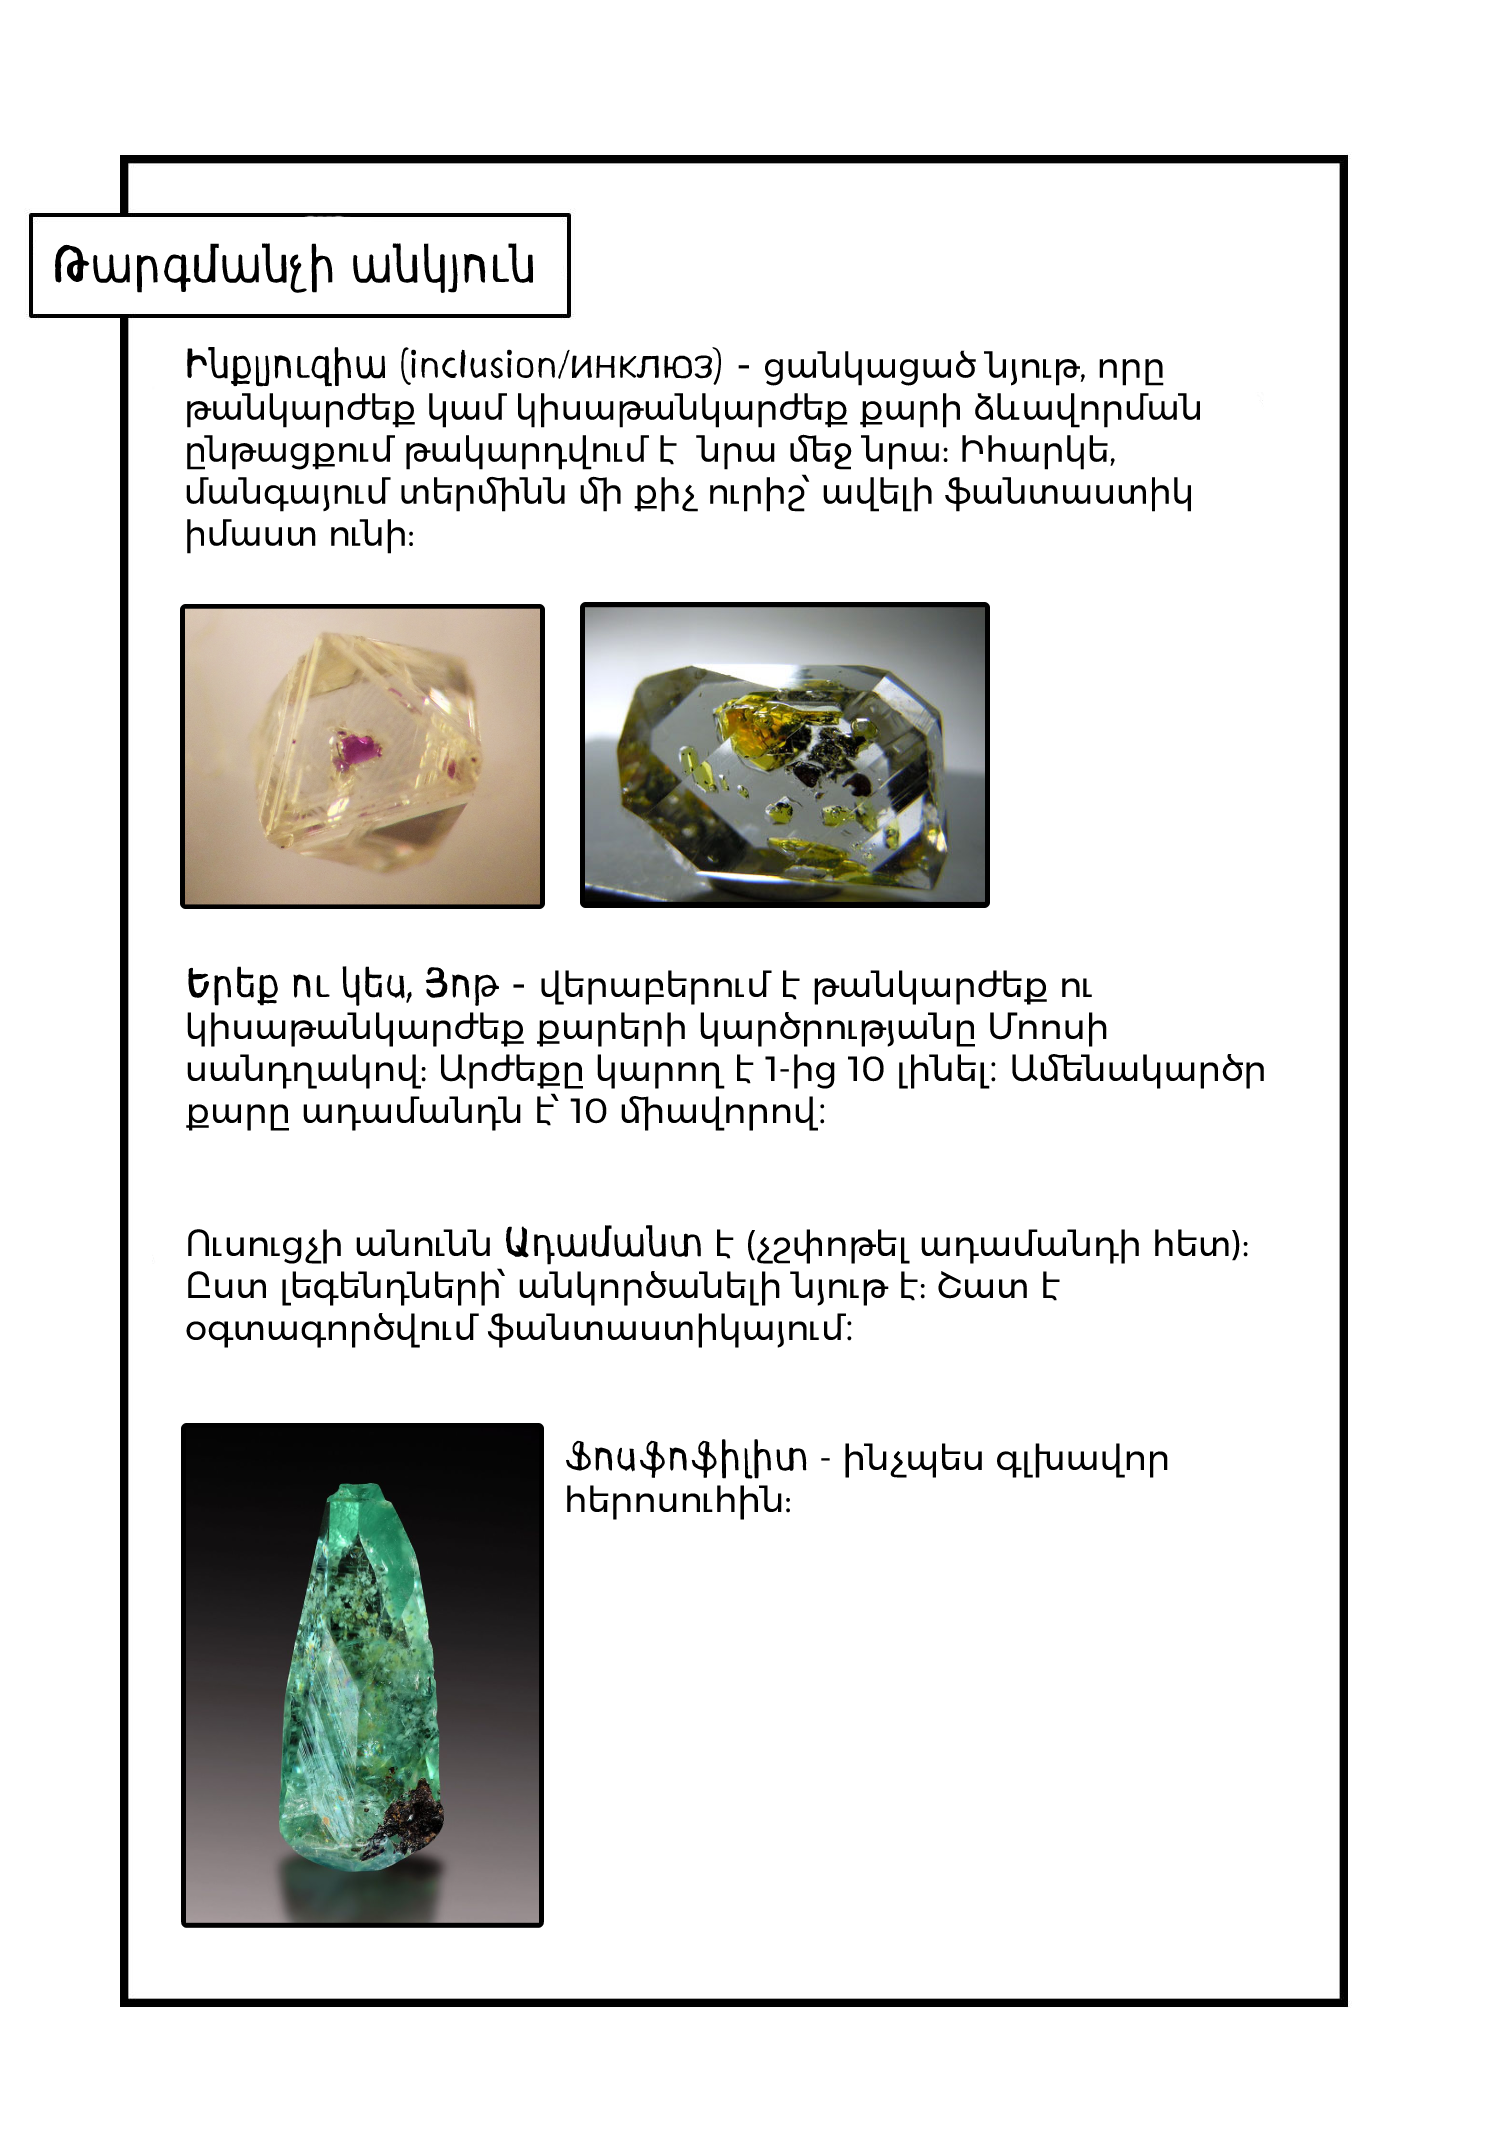 Թարգմանչի անկյուն
Ինքլյուզիա (inclusion/ИНКЛЮЗ) - ցանկացած նյութ, որը
թանկարժեք կամ կիսաթանկարժեք քարի ձևավորման
ընթացքում թակարդվում է  նրա մեջ նրա։ Իհարկե,
մանգայում տերմինն մի քիչ ուրիշ՝ ավելի ֆանտաստիկ
իմաստ ունի։
Երեք ու կես, Յոթ - վերաբերում է թանկարժեք ու
կիսաթանկարժեք քարերի կարծրությանը Մոոսի
սանդղակով։ Արժեքը կարող է 1-ից 10 լինել: Ամենակարծր
քարը ադամանդն է՝ 10 միավորով:
Ուսուցչի անունն Ադամանտ է (չշփոթել ադամանդի հետ)։
Ըստ լեգենդների՝ անկործանելի նյութ է։ Շատ է
օգտագործվում ֆանտաստիկայում:
Ֆոսֆոֆիլիտ - ինչպես գլխավոր
հերոսուհին։